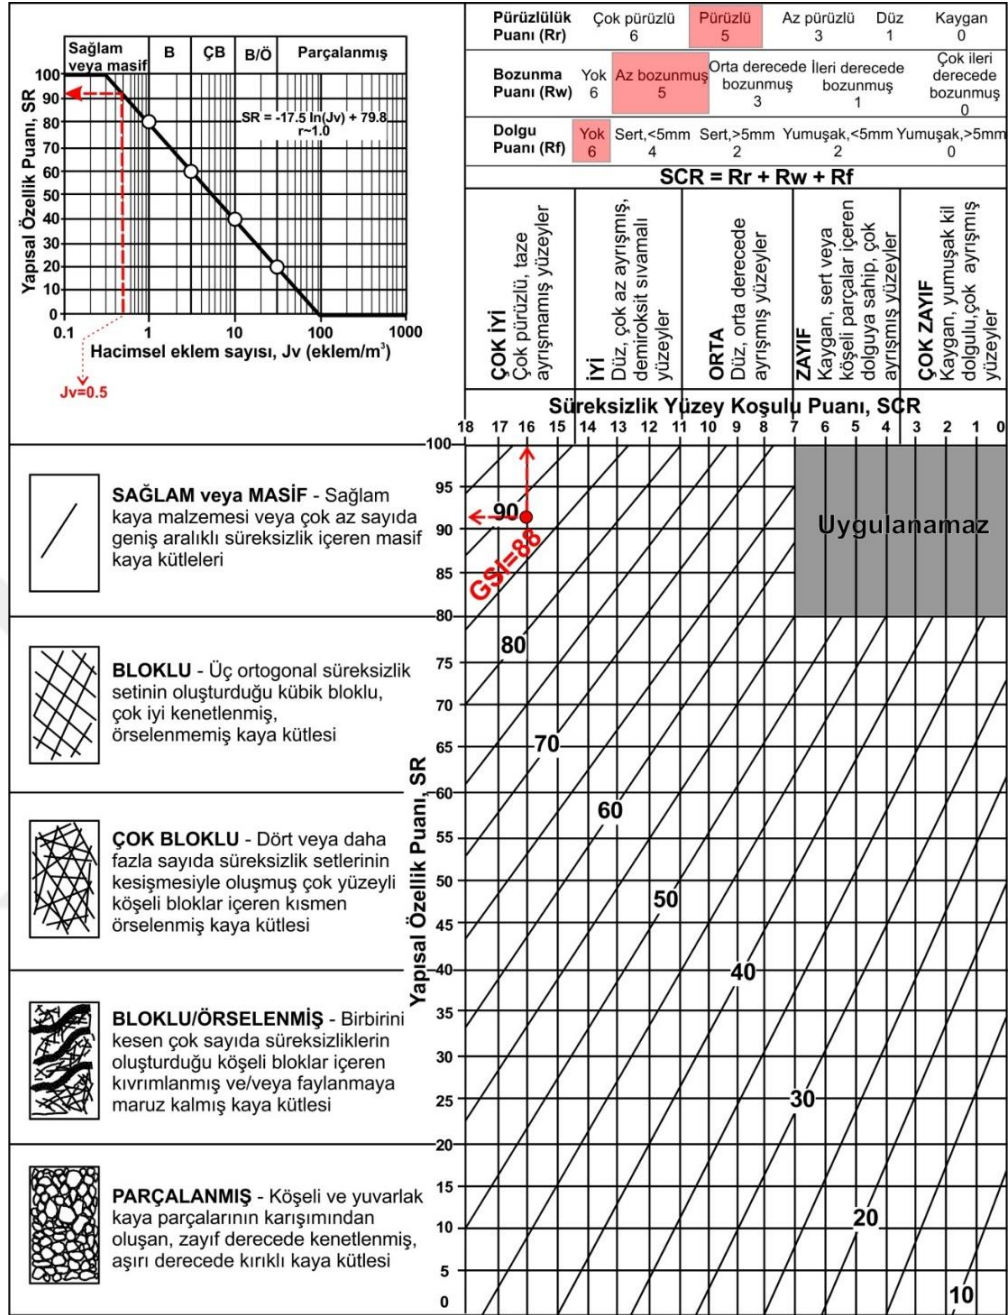 Sağlam
veya masif
B
ÇB
B/Ö
Parçalanmış
Yapısal Özellik Puanı, SR
100
90
80
70
60
50
40
30
20
10
0
SR = -17.5 ln(Jv) + 79.8
r~1.0
0.1 1 10 100 1000
Hacimsel eklem sayısı, Jv (eklem/m³)
Jv=0.5
Pürüzlülük Puanı (Rr)
Çok pürüzlü 6
Pürüzlü 5
Az pürüzlü 3
Düz 1
Kaygan 0
Bozunma Puanı (Rw)
Yok 6
Az bozunmuş 5
Orta derecede bozunmuş 3
İleri derecede bozunmuş 1
Çok ileri derecede bozunmuş 0
Dolgu Puanı (Rf)
Yok 6
Sert,<5mm 4
Sert,>5mm 2
Yumuşak,<5mm 2
Yumuşak,>5mm 0
SCR = Rr + Rw + Rf
ÇOK İYİ
Çok pürüzlü, taze
ayrışmamış yüzeyler
İYİ
Düz, çok az ayrışmış,
demiroksit sıvamalı
yüzeyler
ORTA
Düz, orta derecede
ayrışmış yüzeyler
ZAYIF
Kaygan, sert veya
köşeli parçalar içeren
dolguya sahip, çok
ayrışmış yüzeyler
ÇOK ZAYIF
Kaygan, yumuşak kil
dolgulu,çok ayrışmış
yüzeyler
Süreksizlik Yüzey Koşulu Puanı, SCR
18 17 16 15 14 13 12 11 10 9 8 7 6 5 4 3 2 1 0
SAĞLAM veya MASİF - Sağlam
kaya malzemesi veya çok az sayıda
geniş aralıklı süreksizlik içeren masif
kaya kütleleri
BLOKLU - Üç ortogonal süreksizlik
setinin oluşturduğu kübik bloklu,
çok iyi kenetlenmiş,
örselenmemiş kaya kütlesi
ÇOK BLOKLU - Dört veya daha
fazla sayıda süreksizlik setlerinin
kesişmesiyle oluşmuş çok yüzeyli
köşeli bloklar içeren kısmen
örselenmiş kaya kütlesi
BLOKLU/ÖRSELENMİŞ - Birbirini
kesen çok sayıda süreksizliklerin
oluşturduğu köşeli bloklar içeren
kıvrımlanmış ve/veya faylanmaya
maruz kalmış kaya kütlesi
PARÇALANMIŞ - Köşeli ve yuvarlak
kaya parçalarının karışımından
oluşan, zayıf derecede kenetlenmiş,
aşırı derecede kırıklı kaya kütlesi
Yapısal Özellik Puanı, SR
100
95
90
85
80
75
70
65
60
55
50
45
40
35
30
25
20
15
10
5
0
90
GSI=88
Uygulanamaz
80
70
60
50
40
30
20
10